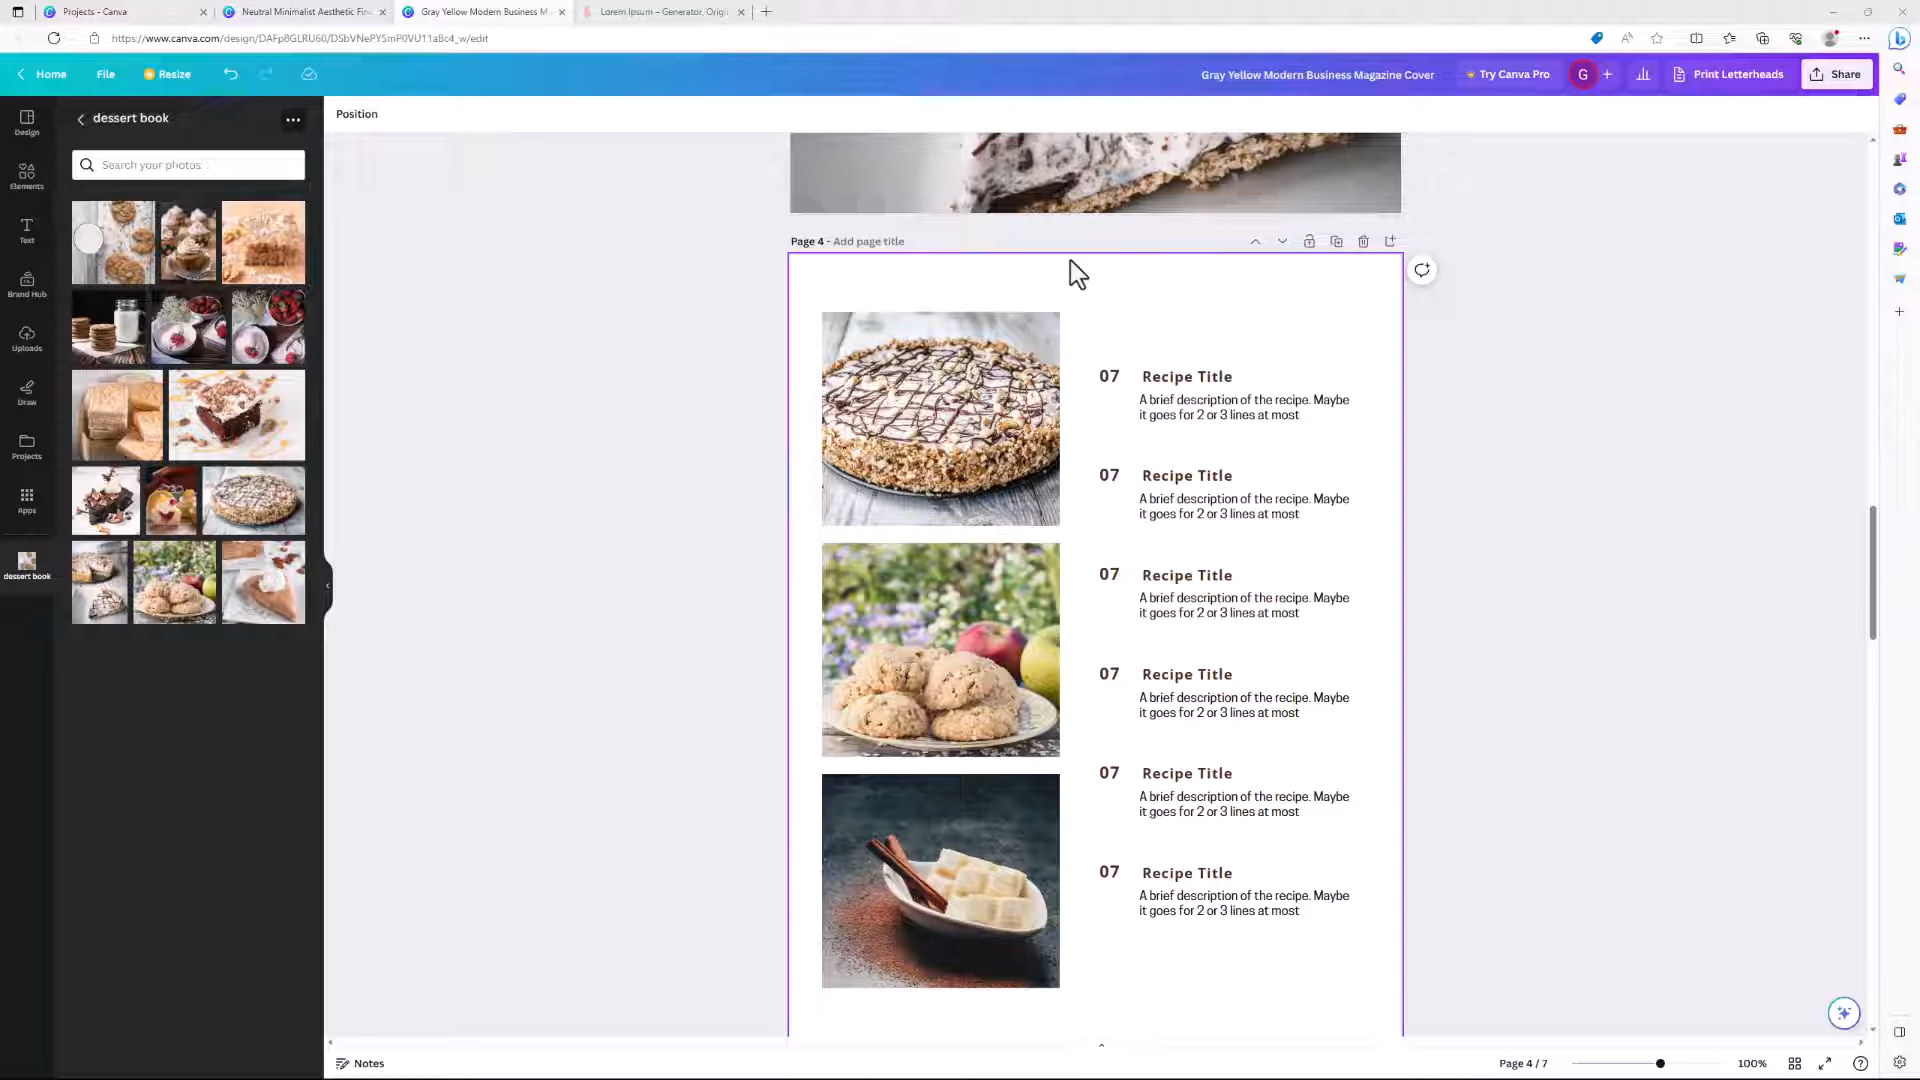 Projects - Canva
Neutral Minimalist Aesthetic Fin
Gray Yellow Modern Business M
Lorem Ipsum – Generator, Origi
https://www.canva.com/design/DAFp8GLRU60/DSbVNePYSmP0VU11aBc4_w/edit
Home
File
Resize
Gray Yellow Modern Business Magazine Cover
Try Canva Pro
G
Print Letterheads
Share
Design
Elements
Text
Brand Hub
Uploads
Draw
Projects
Apps
dessert book
dessert book
Search your photos
Position
Page 4 - Add page title
07 Recipe Title
A brief description of the recipe. Maybe
it goes for 2 or 3 lines at most
07 Recipe Title
A brief description of the recipe. Maybe
it goes for 2 or 3 lines at most
07 Recipe Title
A brief description of the recipe. Maybe
it goes for 2 or 3 lines at most
07 Recipe Title
A brief description of the recipe. Maybe
it goes for 2 or 3 lines at most
07 Recipe Title
A brief description of the recipe. Maybe
it goes for 2 or 3 lines at most
07 Recipe Title
A brief description of the recipe. Maybe
it goes for 2 or 3 lines at most
Notes
Page 4 / 7
100%